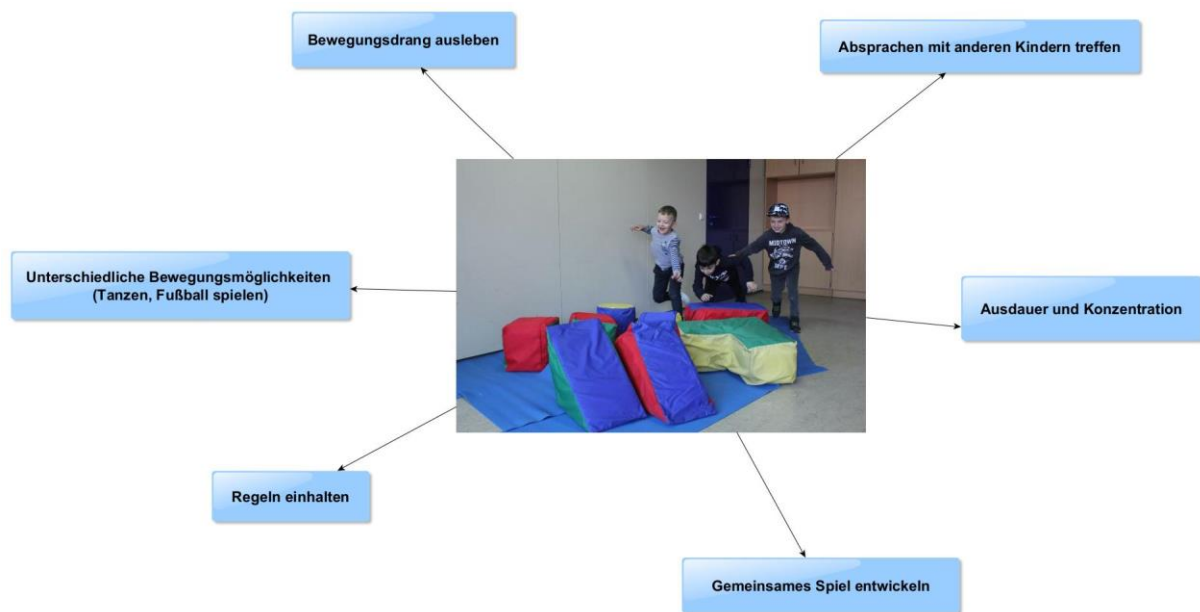 Bewegungsdrang ausleben
Absprachen mit anderen Kindern treffen
Unterschiedliche Bewegungsmöglichkeiten
(Tanzen, Fußball spielen)
Ausdauer und Konzentration
Regeln einhalten
Gemeinsames Spiel entwickeln
MIDTOWN